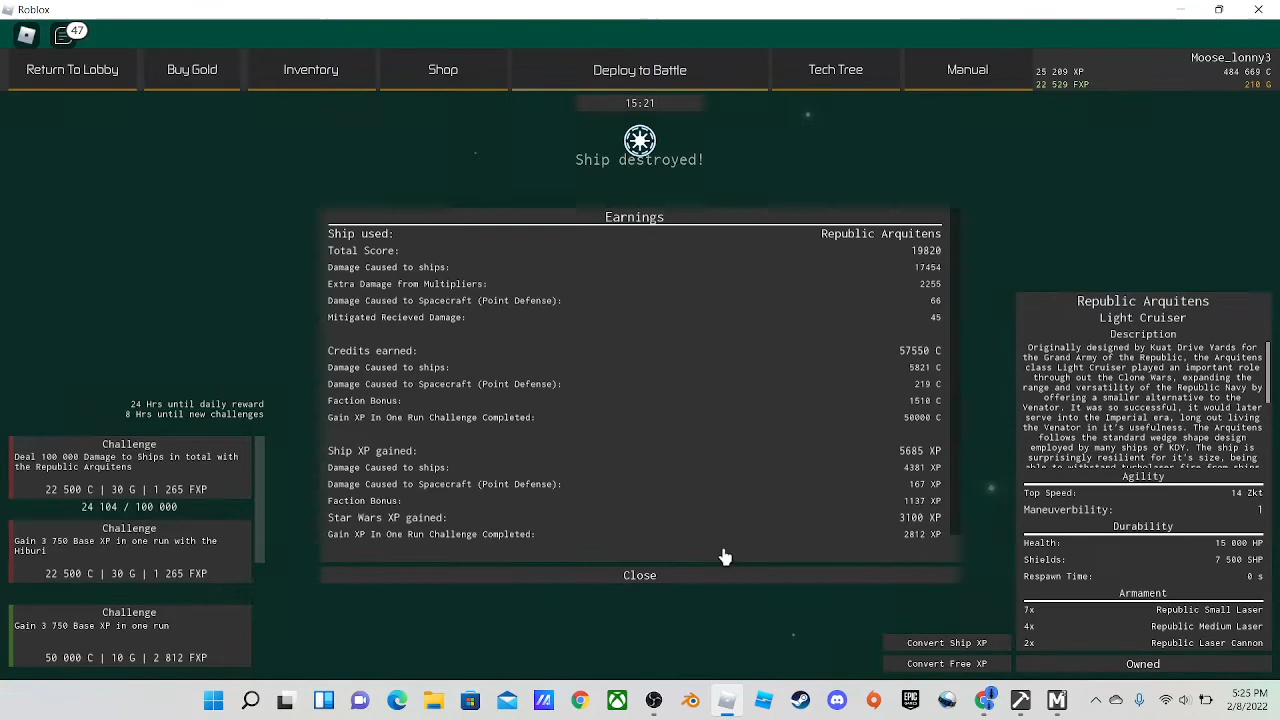 Roblox
47
Return To Lobby
Buy Gold
Inventory
Shop
Deploy to Battle
Tech Tree
Manual
Moose_lonny3
25 209 XP 484 669 C
22 529 FXP 210 G
15:21
Ship destroyed!
Earnings
Ship used: Republic Arquitens
Total Score: 19820
Damage Caused to ships: 17454
Extra Damage from Multipliers: 2255
Damage Caused to Spacecraft (Point Defense): 66
Mitigated Recieved Damage: 45
Credits earned: 57550 C
Damage Caused to ships: 5821 C
Damage Caused to Spacecraft (Point Defense): 219 C
Faction Bonus: 1510 C
Gain XP In One Run Challenge Completed: 50000 C
Ship XP gained: 5685 XP
Damage Caused to ships: 4381 XP
Damage Caused to Spacecraft (Point Defense): 167 XP
Faction Bonus: 1137 XP
Star Wars XP gained: 3100 XP
Gain XP In One Run Challenge Completed: 2812 XP
Close
24 Hrs until daily reward
8 Hrs until new challenges
Challenge
Deal 100 000 Damage to Ships in total with
the Republic Arquitens
22 500 C | 30 G | 1 265 FXP
24 104 / 100 000
Challenge
Gain 3 750 Base XP in one run with the
Hiburi
22 500 C | 30 G | 1 265 FXP
Challenge
Gain 3 750 Base XP in one run
50 000 C | 10 G | 2 812 FXP
Republic Arquitens
Light Cruiser
Description
Originally designed by Kuat Drive Yards for
the Grand Army of the Republic, the Arquitens
class Light Cruiser played an important role
through out the Clone Wars, expanding the
range and versatility of the Republic Navy by
offering a smaller alternative to the
Venator. It was so successful, it would later
serve into the Imperial era, long out living
the Venator in it's usefulness. The Arquitens
follows the standard wedge shape design
employed by many ships of KDY. The ship is
surprisingly resilient for it's size, being
able to withstand turbolaser fire from ships
Agility
Top Speed: 14 Zkt
Maneuverbility: 1
Durability
Health: 15 000 HP
Shields: 7 500 SHP
Respawn Time: 0 s
Armament
7x Republic Small Laser
4x Republic Medium Laser
2x Republic Laser Cannon
Convert Ship XP
Convert Free XP
Owned
EPIC
GAMES
5:25 PM
2/8/2022